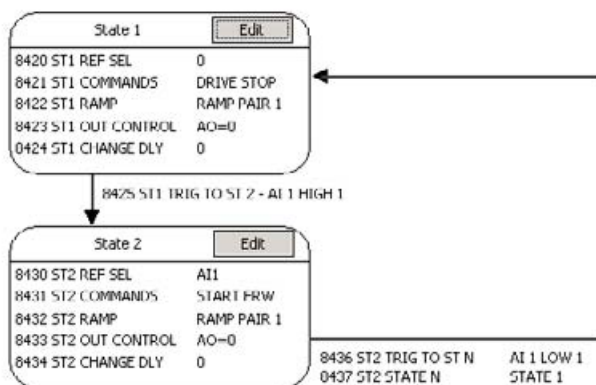 State 1 Edit
8420 ST1 REF SEL 0
8421 ST1 COMMANDS DRIVE STOP
8422 ST1 RAMP RAMP PAIR 1
8423 ST1 OUT CONTROL AO=0
8424 ST1 CHANGE DLY 0
8425 ST1 TRIG TO ST 2 - AI 1 HIGH 1
State 2 Edit
8430 ST2 REF SEL AI1
8431 ST2 COMMANDS START FRW
8432 ST2 RAMP RAMP PAIR 1
8433 ST2 OUT CONTROL AO=0
8434 ST2 CHANGE DLY 0
8436 ST2 TRIG TO ST N AI 1 LOW 1
8437 ST2 STATE N STATE 1